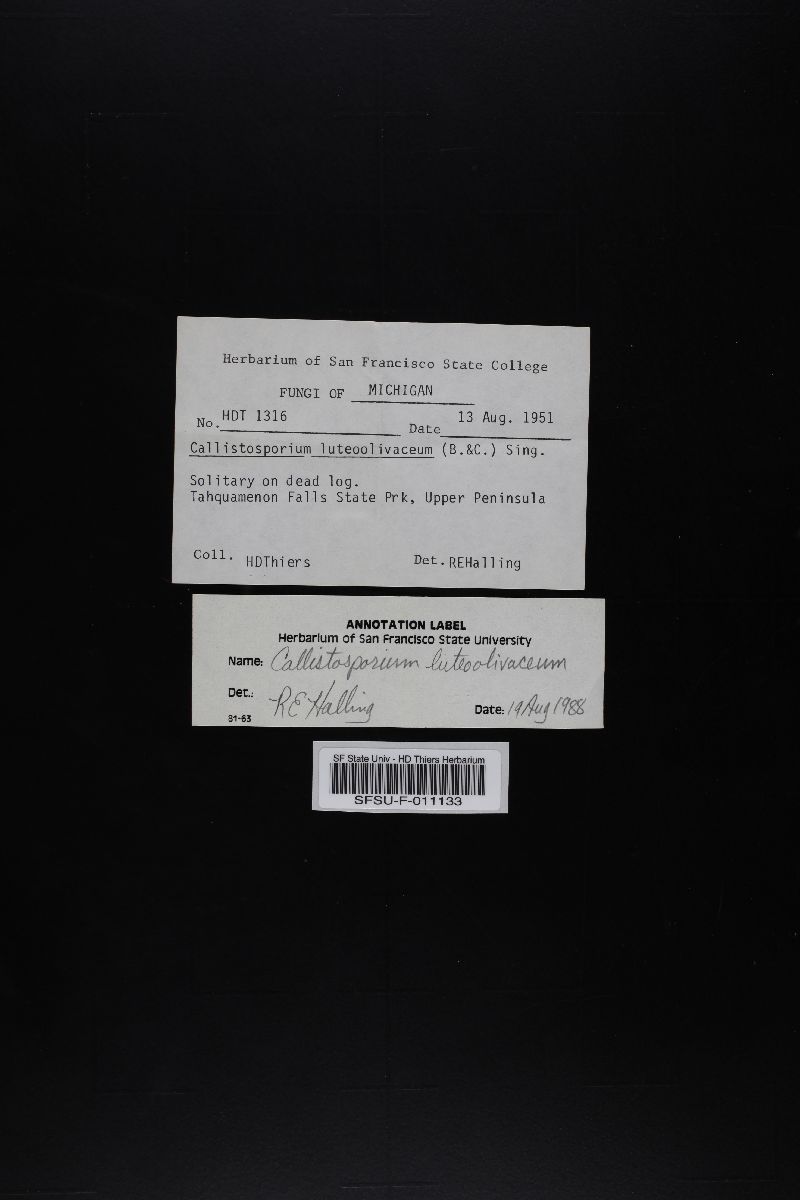 Herbarium of San Francisco State College
FUNGI OF MICHIGAN
No. HDT 1316 Date 13 Aug. 1951
Callistosporium luteoolivaceum (B.&C.) Sing.
Solitary on dead log.
Tahquamenon Falls State Prk, Upper Peninsula
Coll. HDThiers Det. REHalling
ANNOTATION LABEL
Herbarium of San Francisco State University
Name: Callistosporium luteoolivaceum
Det.: RE Halling
81-63 Date: 19 Aug 1988
SF State Univ - HD Thiers Herbarium
SFSU-F-011133